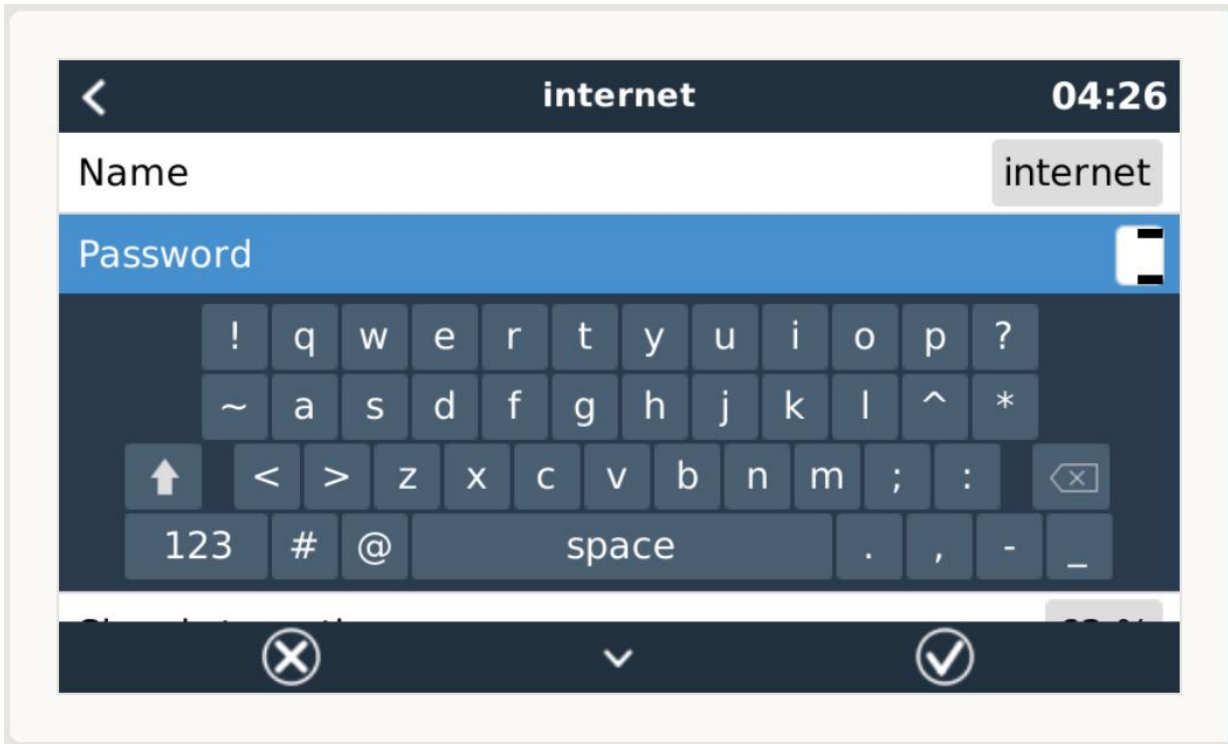 internet 04:26
Name internet
Password
! q w e r t y u i o p ?
~ a s d f g h j k l ^ *
< > z x c v b n m ; :
123 # @ space . , - _